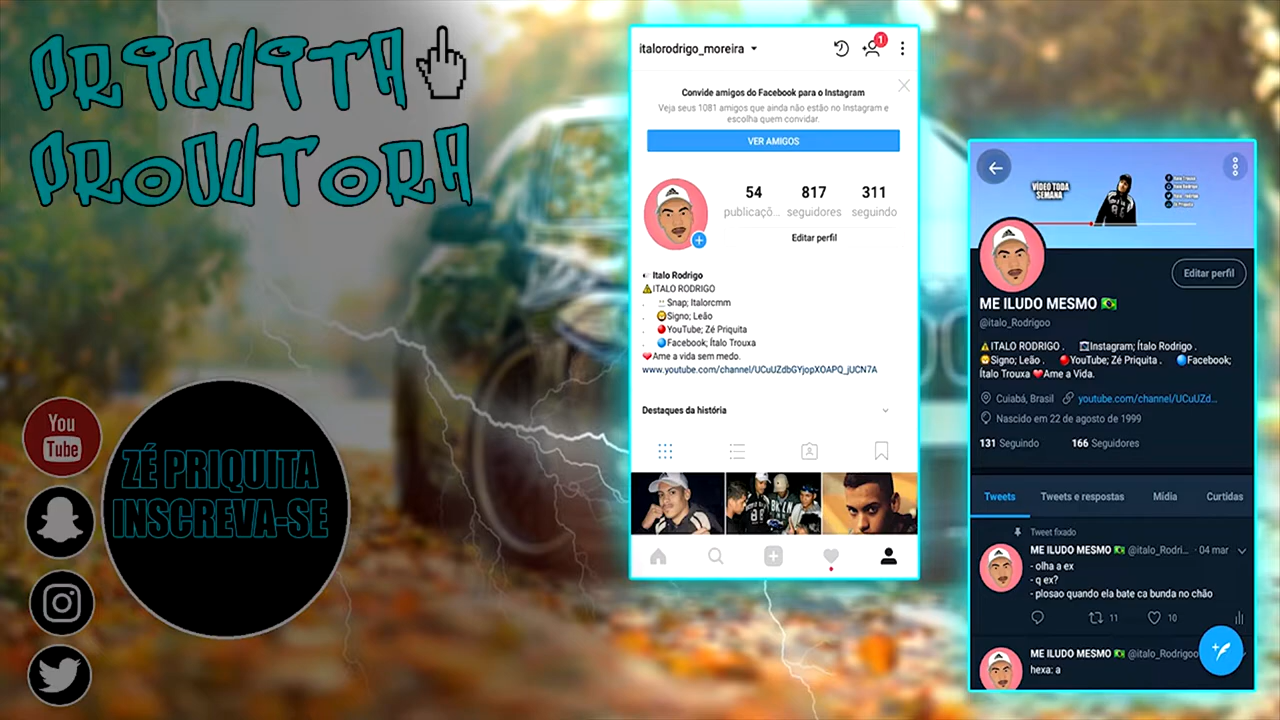 PRIQUITA
PRODUTORA
You
Tube
ZÉ PRIQUITA
INSCREVA-SE
italorodrigo_moreira
1
Convide amigos do Facebook para o Instagram
Veja seus 1081 amigos que ainda não estão no Instagram e
escolha quem convidar.
VER AMIGOS
54 817 311
publicaçõ... seguidores seguindo
Editar perfil
Italo Rodrigo
⚠ITALO RODRIGO
. Snap; Italorcmm
. Signo; Leão
. YouTube; Zé Priquita
. Facebook; Ítalo Trouxa
❤Ame a vida sem medo.
www.youtube.com/channel/UCuUZdbGYjopXOAPQ_jUCN7A
Destaques da história
VÍDEO TODA
SEMANA
Editar perfil
ME ILUDO MESMO 🇧🇷
@italo_Rodrigoo
⚠ITALO RODRIGO . Instagram; Ítalo Rodrigo .
Signo; Leão . YouTube; Zé Priquita . Facebook;
Ítalo Trouxa ❤Ame a Vida.
Cuiabá, Brasil youtube.com/channel/UCuUZd...
Nascido em 22 de agosto de 1999
131 Seguindo 166 Seguidores
Tweets Tweets e respostas Mídia Curtidas
Tweet fixado
ME ILUDO MESMO 🇧🇷 @italo_Rodri... · 04 mar
- olha a ex
- q ex?
- plosao quando ela bate ca bunda no chão
11 10
ME ILUDO MESMO 🇧🇷 @italo_Rodrigoo
hexa: a